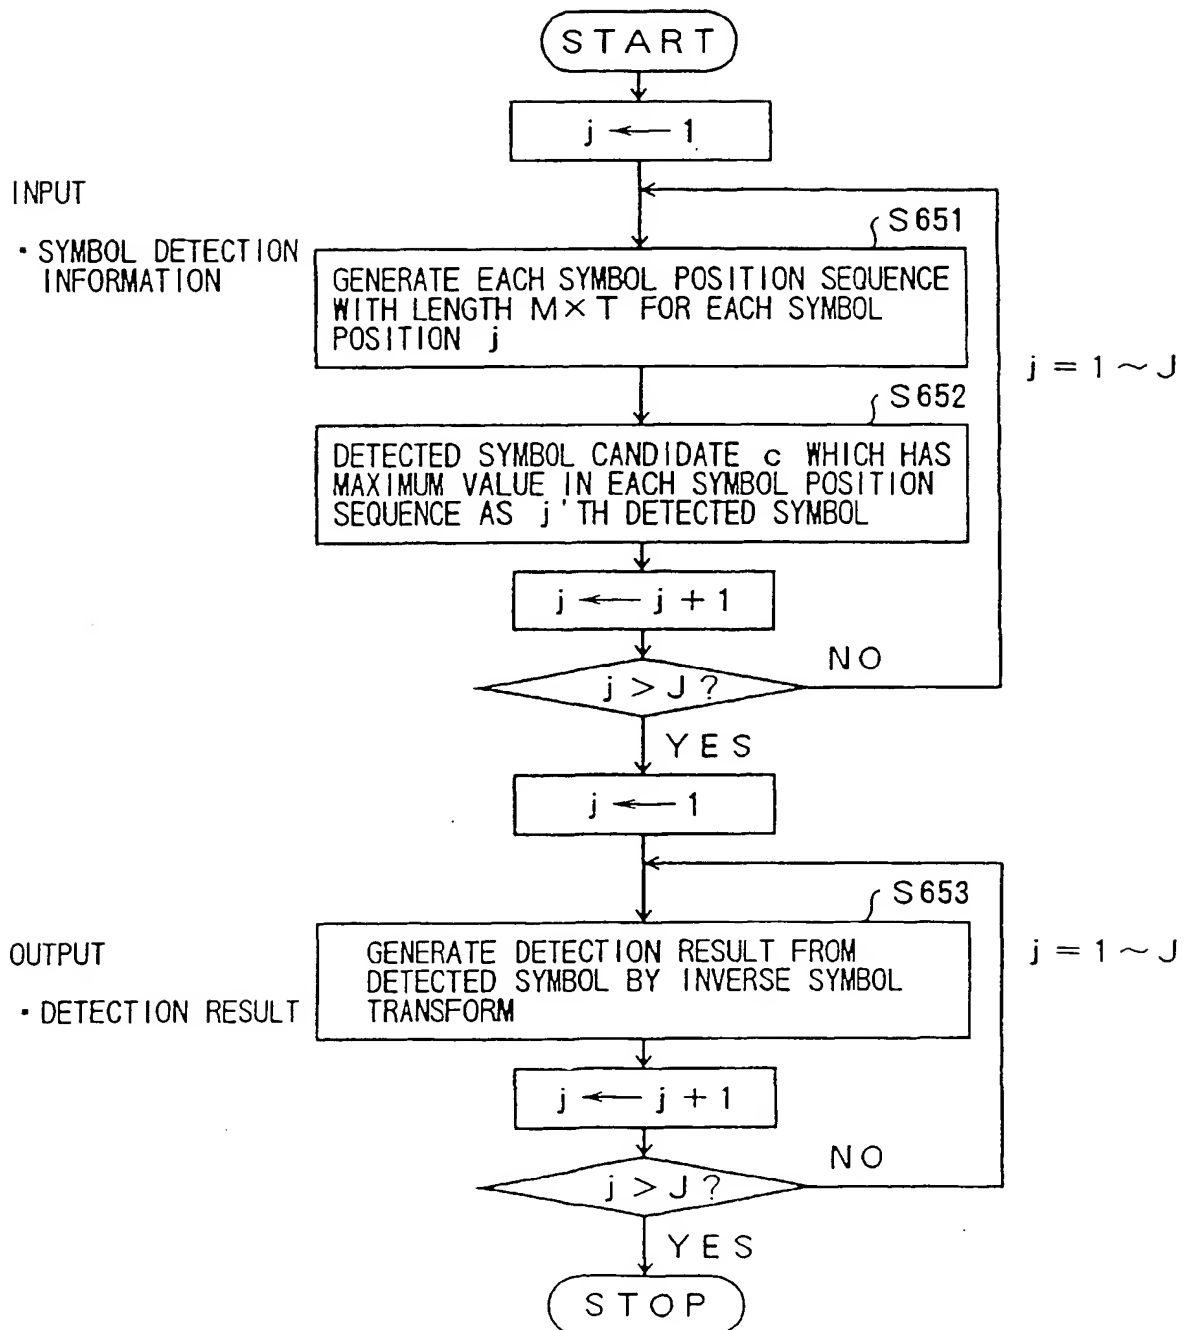 START
j ← 1
INPUT
・SYMBOL DETECTION
INFORMATION
S651
GENERATE EACH SYMBOL POSITION SEQUENCE
WITH LENGTH M×T FOR EACH SYMBOL
POSITION j
j = 1 ~ J
S652
DETECTED SYMBOL CANDIDATE c WHICH HAS
MAXIMUM VALUE IN EACH SYMBOL POSITION
SEQUENCE AS j'TH DETECTED SYMBOL
j ← j + 1
j > J ?
NO
YES
j ← 1
S653
OUTPUT
・DETECTION RESULT
GENERATE DETECTION RESULT FROM
DETECTED SYMBOL BY INVERSE SYMBOL
TRANSFORM
j = 1 ~ J
j ← j + 1
j > J ?
NO
YES
STOP